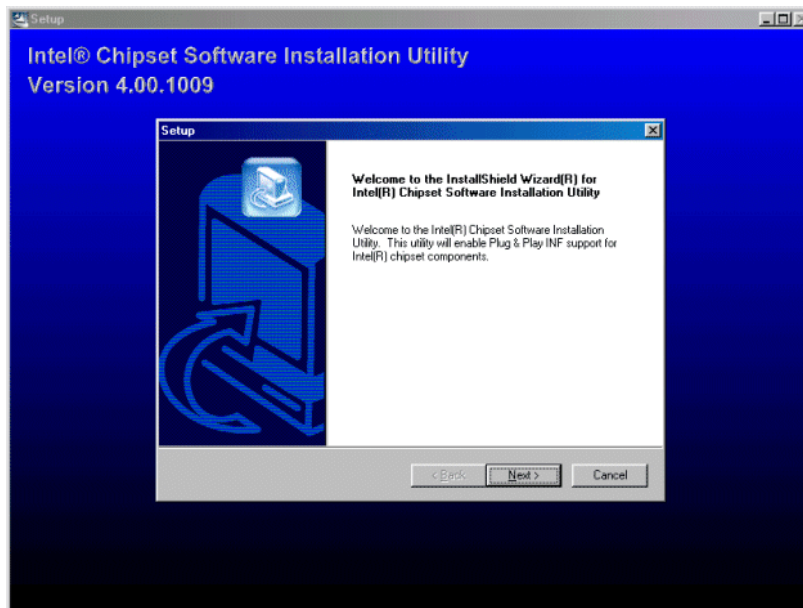 Setup
Intel® Chipset Software Installation Utility
Version 4.00.1009
Setup
Welcome to the InstallShield Wizard(R) for
Intel(R) Chipset Software Installation Utility
Welcome to the Intel(R) Chipset Software Installation
Utility. This utility will enable Plug & Play INF support for
Intel(R) chipset components.
< Back
Next >
Cancel